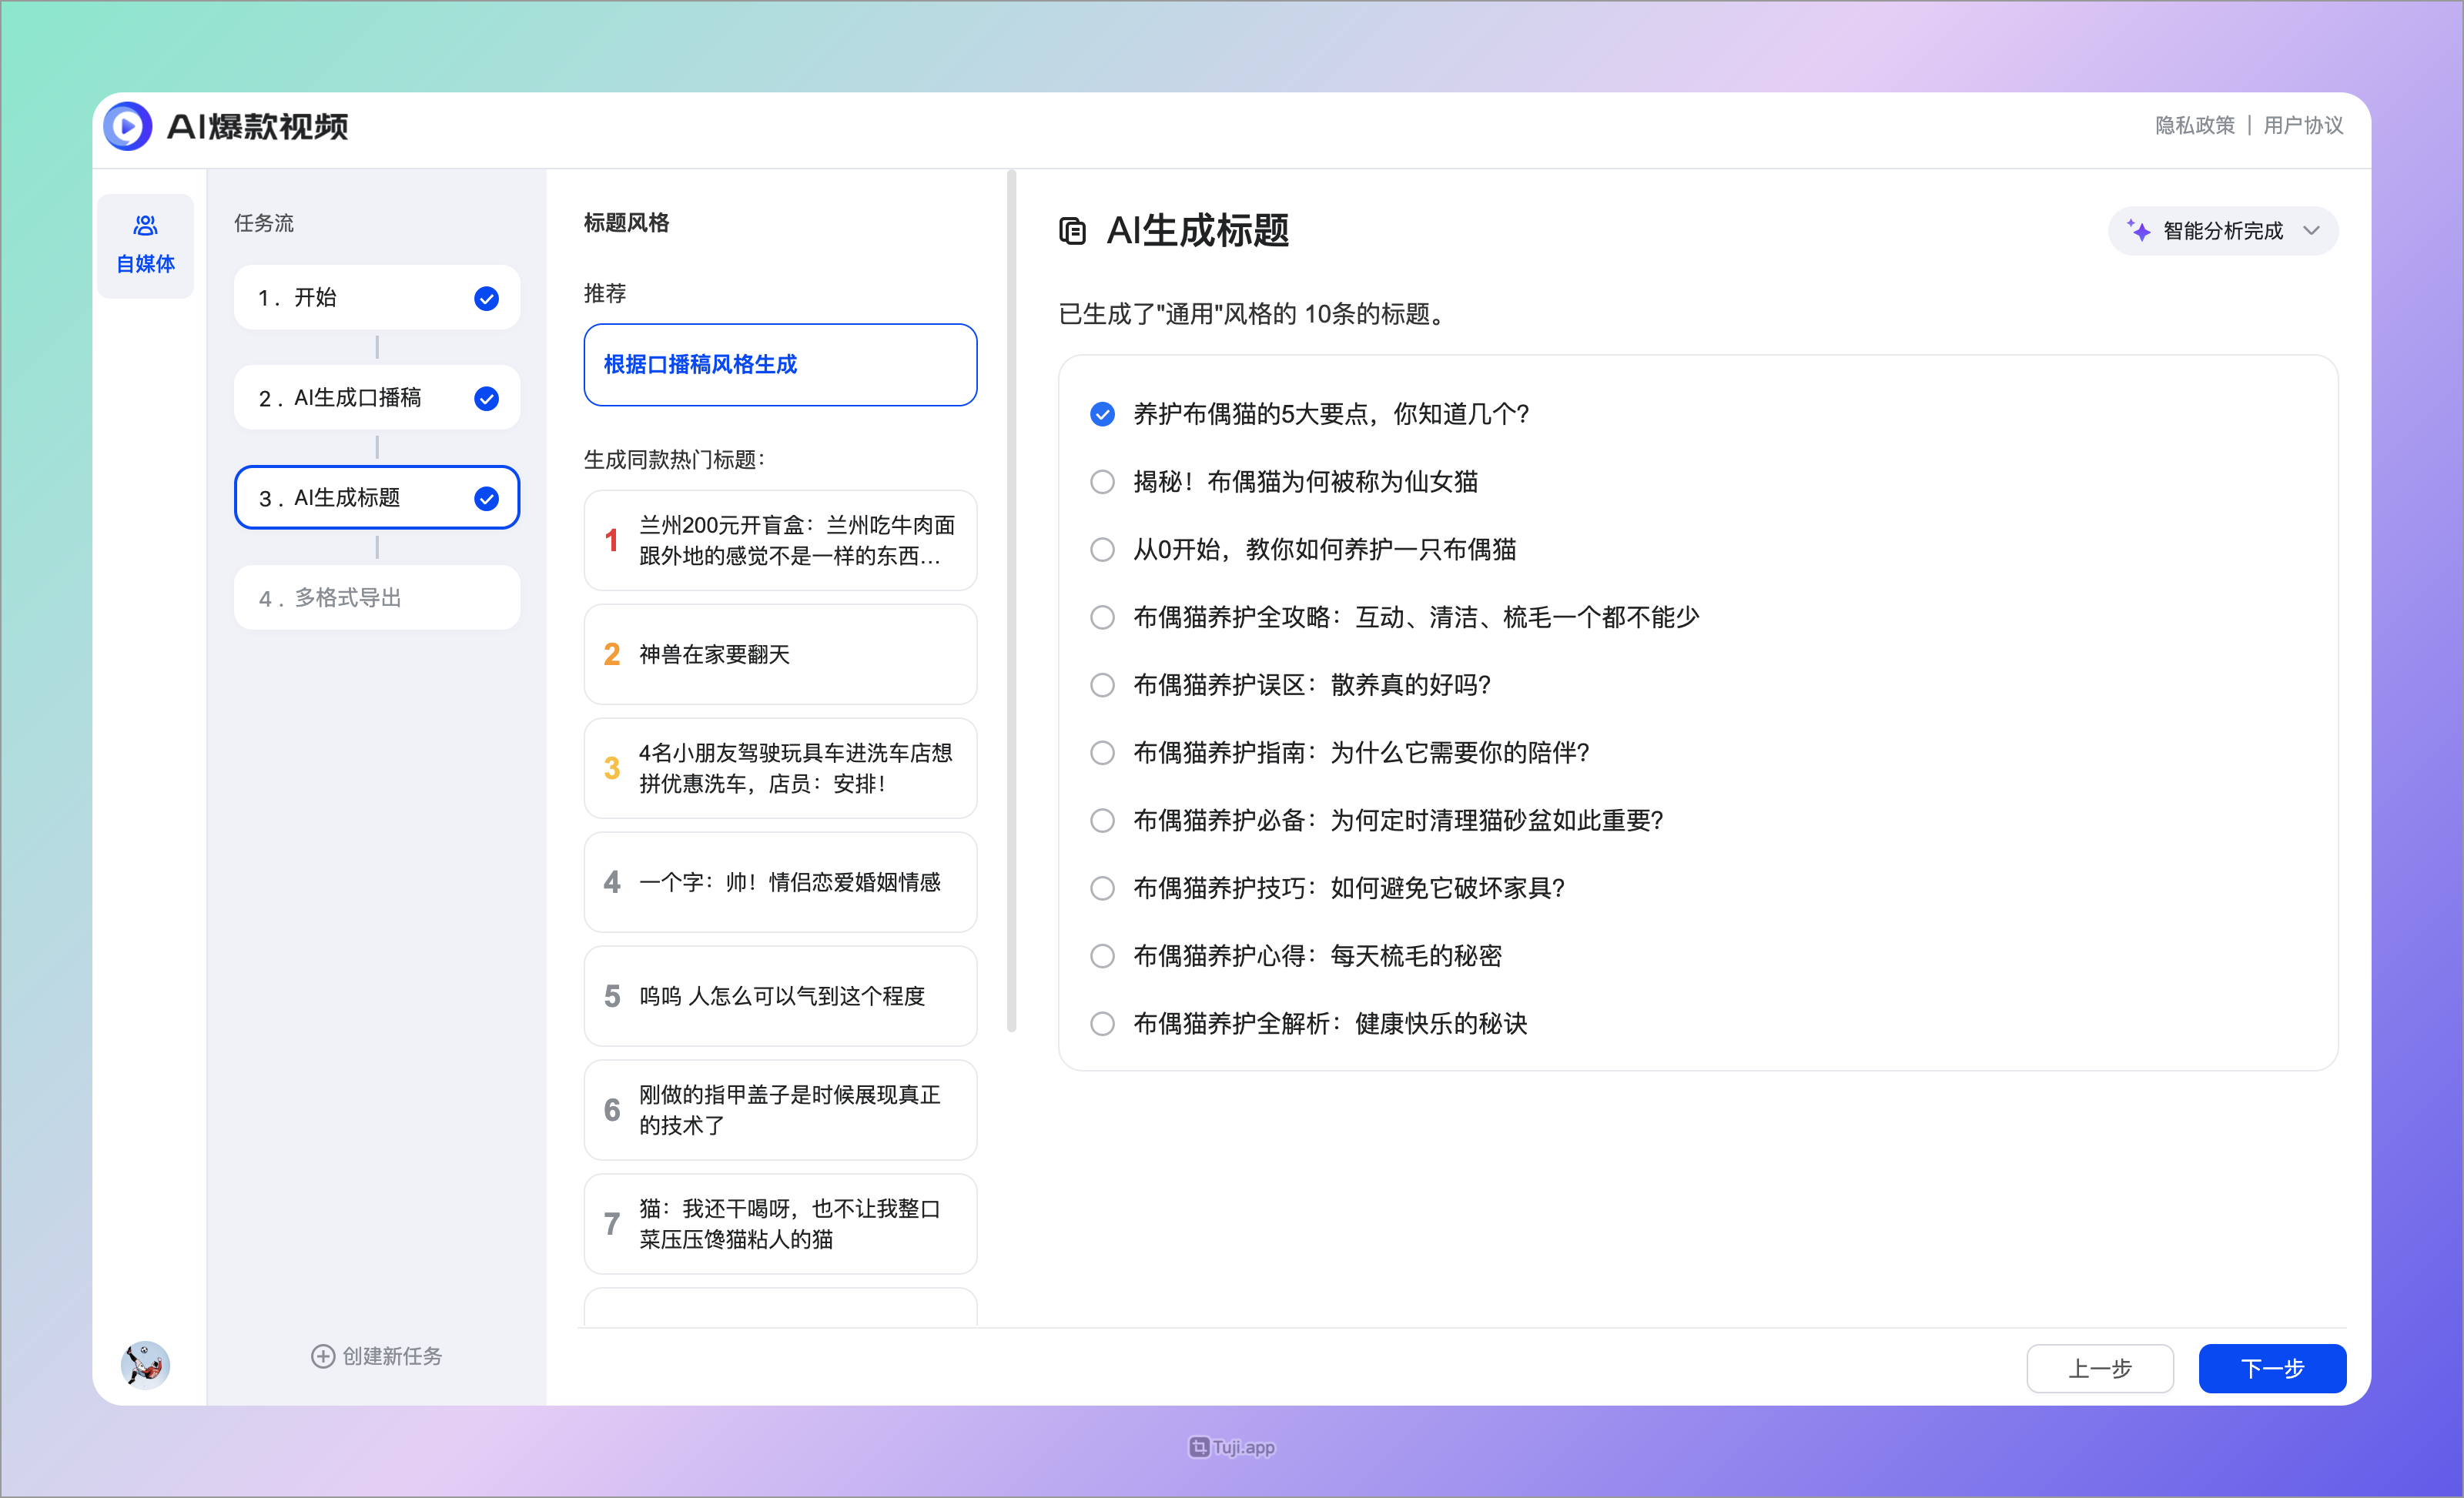 AI爆款视频
隐私政策 | 用户协议
自媒体
任务流
1. 开始
2. AI生成口播稿
3. AI生成标题
4. 多格式导出
创建新任务
标题风格
推荐
根据口播稿风格生成
生成同款热门标题：
1
兰州200元开盲盒：兰州吃牛肉面
跟外地的感觉不是一样的东西...
2
神兽在家要翻天
3
4名小朋友驾驶玩具车进洗车店想
拼优惠洗车，店员：安排！
4
一个字：帅！情侣恋爱婚姻情感
5
呜呜 人怎么可以气到这个程度
6
刚做的指甲盖子是时候展现真正
的技术了
7
猫：我还干喝呀，也不让我整口
菜压压馋猫粘人的猫
AI生成标题
智能分析完成
已生成了"通用"风格的 10条的标题。
养护布偶猫的5大要点，你知道几个?
揭秘！布偶猫为何被称为仙女猫
从0开始，教你如何养护一只布偶猫
布偶猫养护全攻略：互动、清洁、梳毛一个都不能少
布偶猫养护误区：散养真的好吗?
布偶猫养护指南：为什么它需要你的陪伴?
布偶猫养护必备：为何定时清理猫砂盆如此重要?
布偶猫养护技巧：如何避免它破坏家具?
布偶猫养护心得：每天梳毛的秘密
布偶猫养护全解析：健康快乐的秘诀
上一步
下一步
Tuji.app